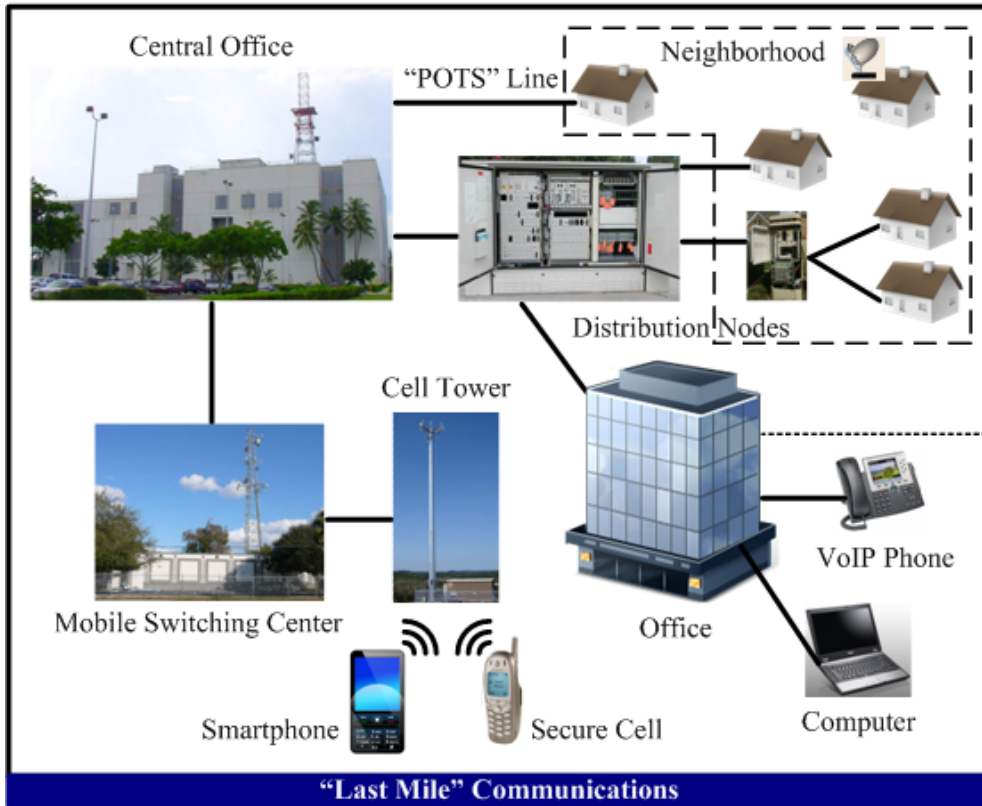 Central Office
Neighborhood
“POTS” Line
Distribution Nodes
Cell Tower
VoIP Phone
Mobile Switching Center
Office
Smartphone
Secure Cell
Computer
“Last Mile” Communications